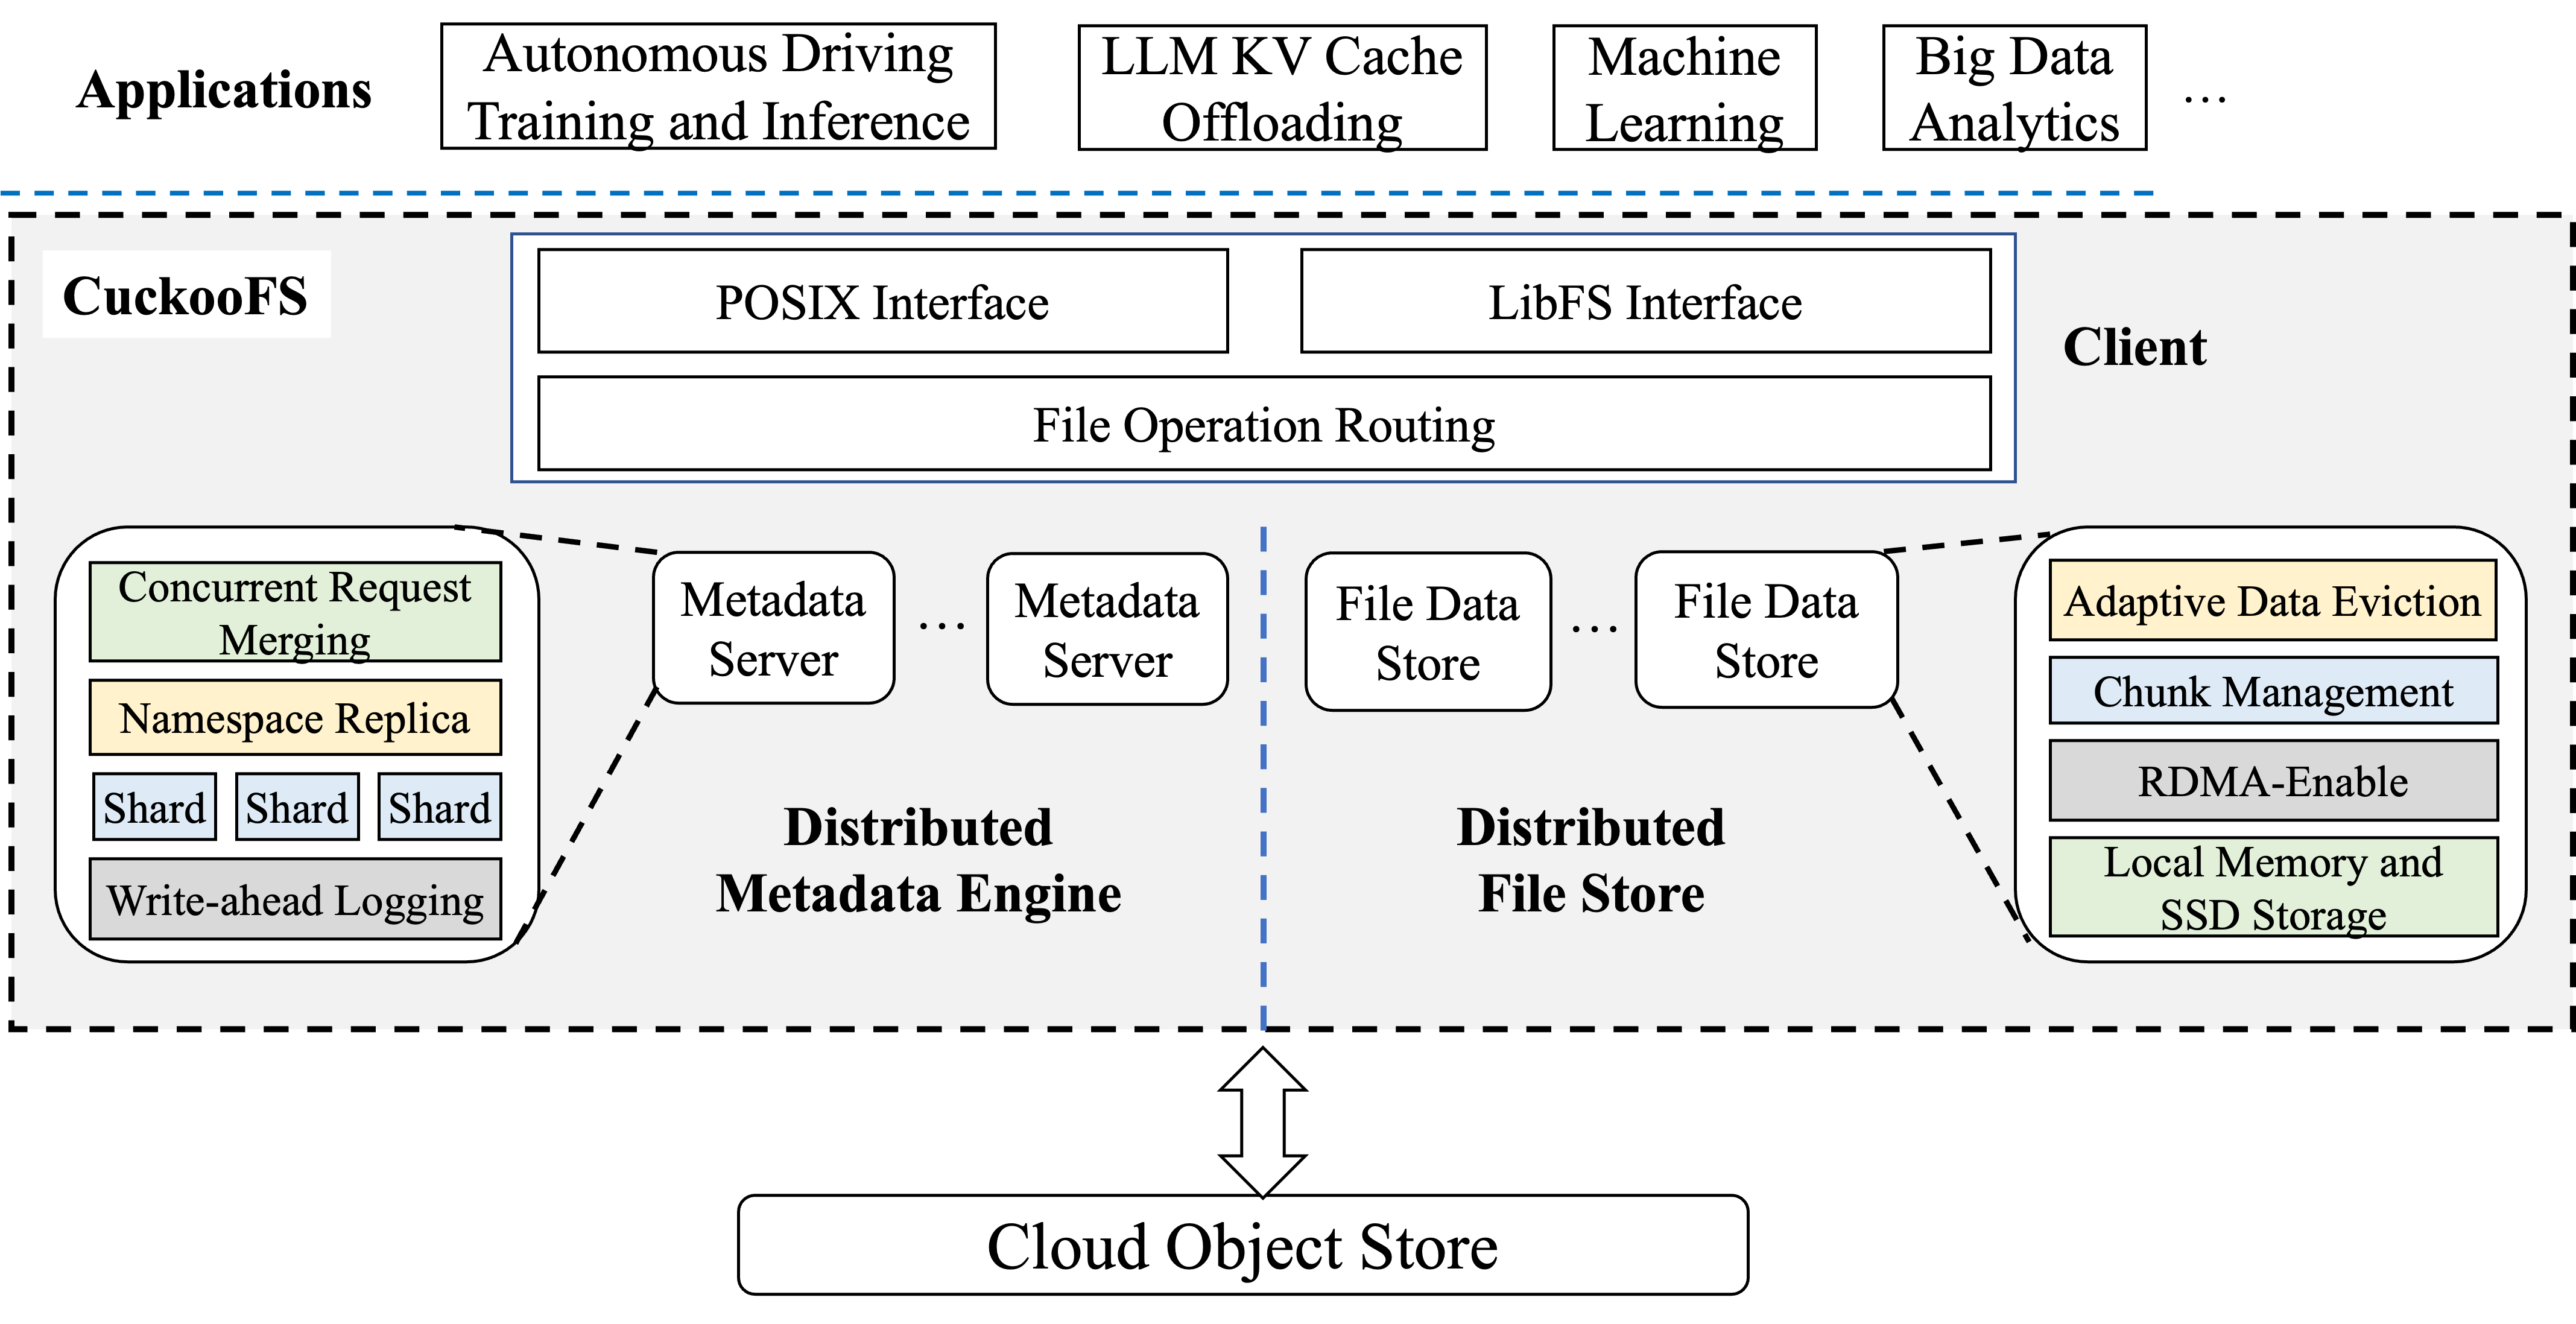 Applications
Autonomous Driving
Training and Inference
LLM KV Cache
Offloading
Machine
Learning
Big Data
Analytics
...
CuckooFS
POSIX Interface
LibFS Interface
File Operation Routing
Client
Concurrent Request
Merging
Namespace Replica
Shard
Shard
Shard
Write-ahead Logging
Metadata
Server
...
Metadata
Server
Distributed
Metadata Engine
File Data
Store
...
File Data
Store
Distributed
File Store
Adaptive Data Eviction
Chunk Management
RDMA-Enable
Local Memory and
SSD Storage
Cloud Object Store